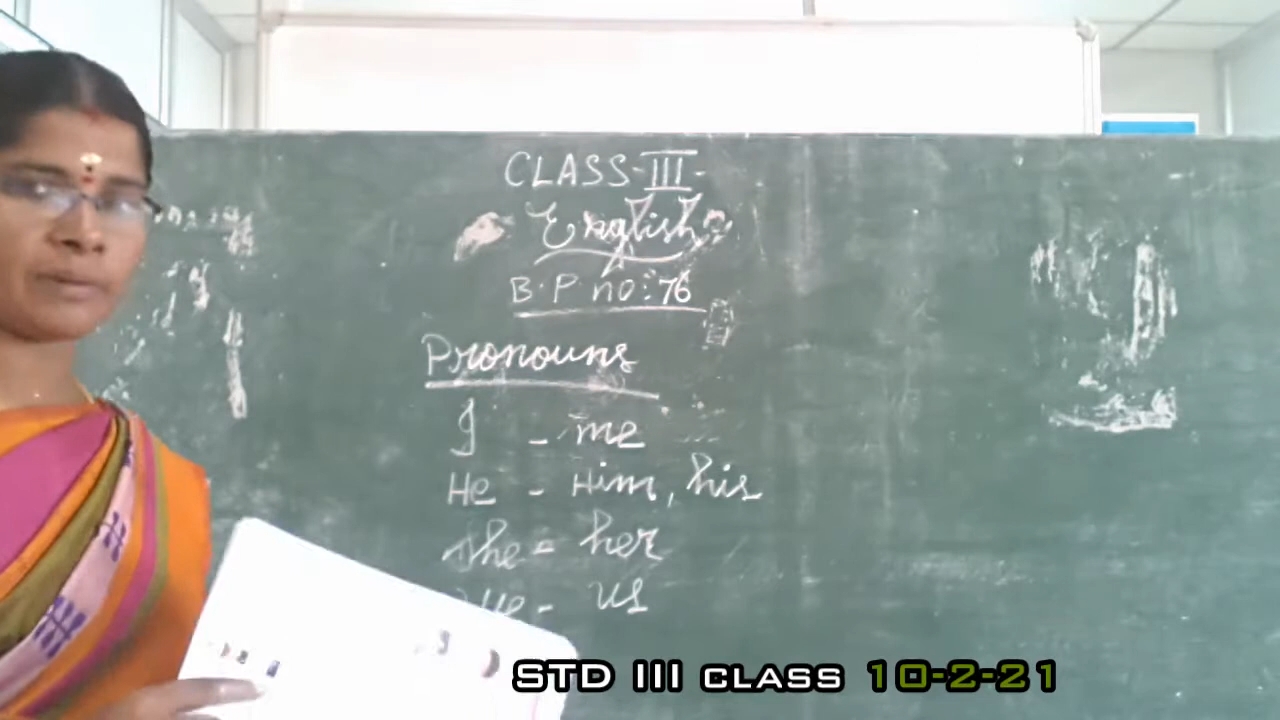 CLASS-III-
English
B.P no: 76
Pronouns
I - me
He - Him, his
she = her
we - us
STD III CLASS 10-2-21